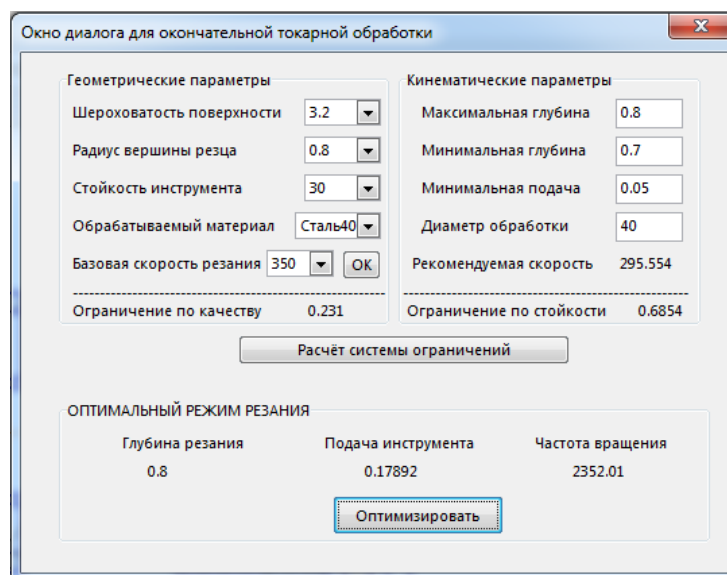 Окно диалога для окончательной токарной обработки
Геометрические параметры
Шероховатость поверхности 3.2
Радиус вершины резца 0.8
Стойкость инструмента 30
Обрабатываемый материал Сталь40
Базовая скорость резания 350 OK
Ограничение по качеству 0.231
Кинематические параметры
Максимальная глубина 0.8
Минимальная глубина 0.7
Минимальная подача 0.05
Диаметр обработки 40
Рекомендуемая скорость 295.554
Ограничение по стойкости 0.6854
Расчёт системы ограничений
ОПТИМАЛЬНЫЙ РЕЖИМ РЕЗАНИЯ
Глубина резания Подача инструмента Частота вращения
0.8 0.17892 2352.01
Оптимизировать